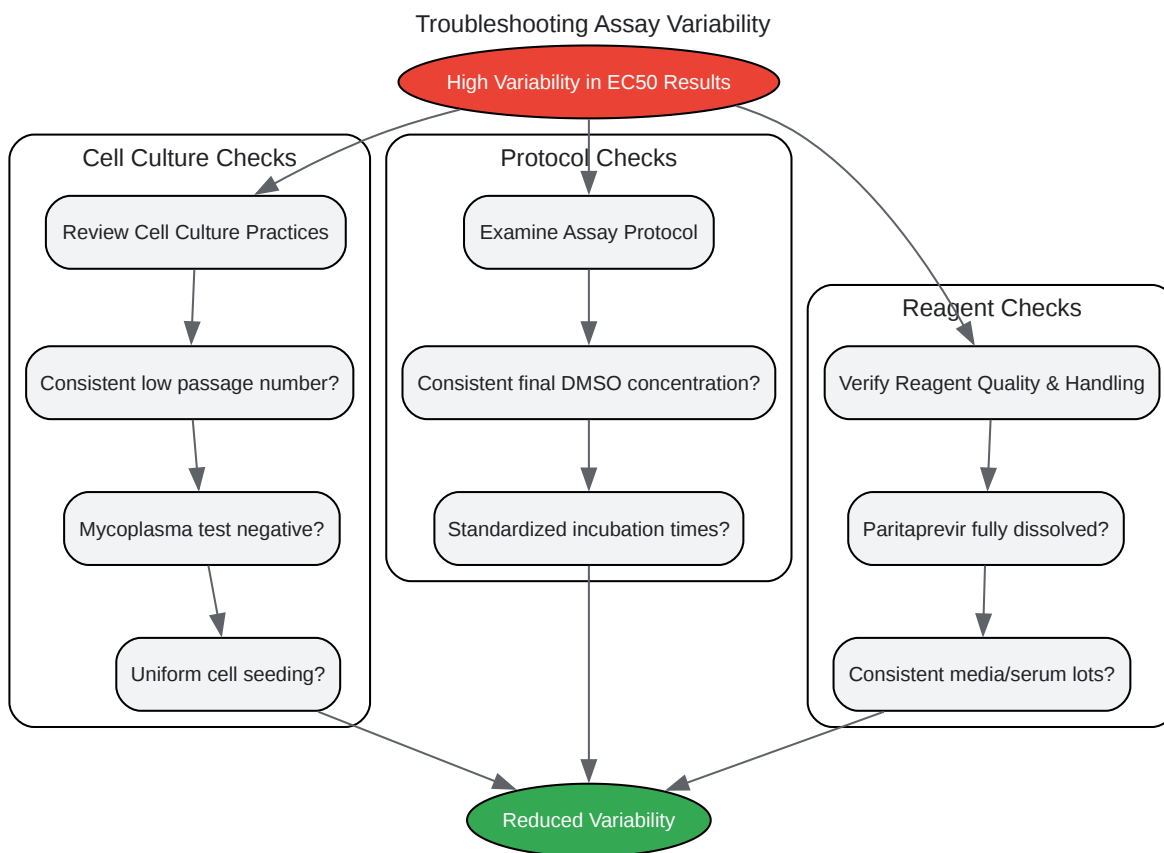 Troubleshooting Assay Variability
High Variability in EC50 Results
Cell Culture Checks
Review Cell Culture Practices
Consistent low passage number?
Mycoplasma test negative?
Uniform cell seeding?
Protocol Checks
Examine Assay Protocol
Consistent final DMSO concentration?
Standardized incubation times?
Reagent Checks
Verify Reagent Quality & Handling
Paritaprevir fully dissolved?
Consistent media/serum lots?
Reduced Variability